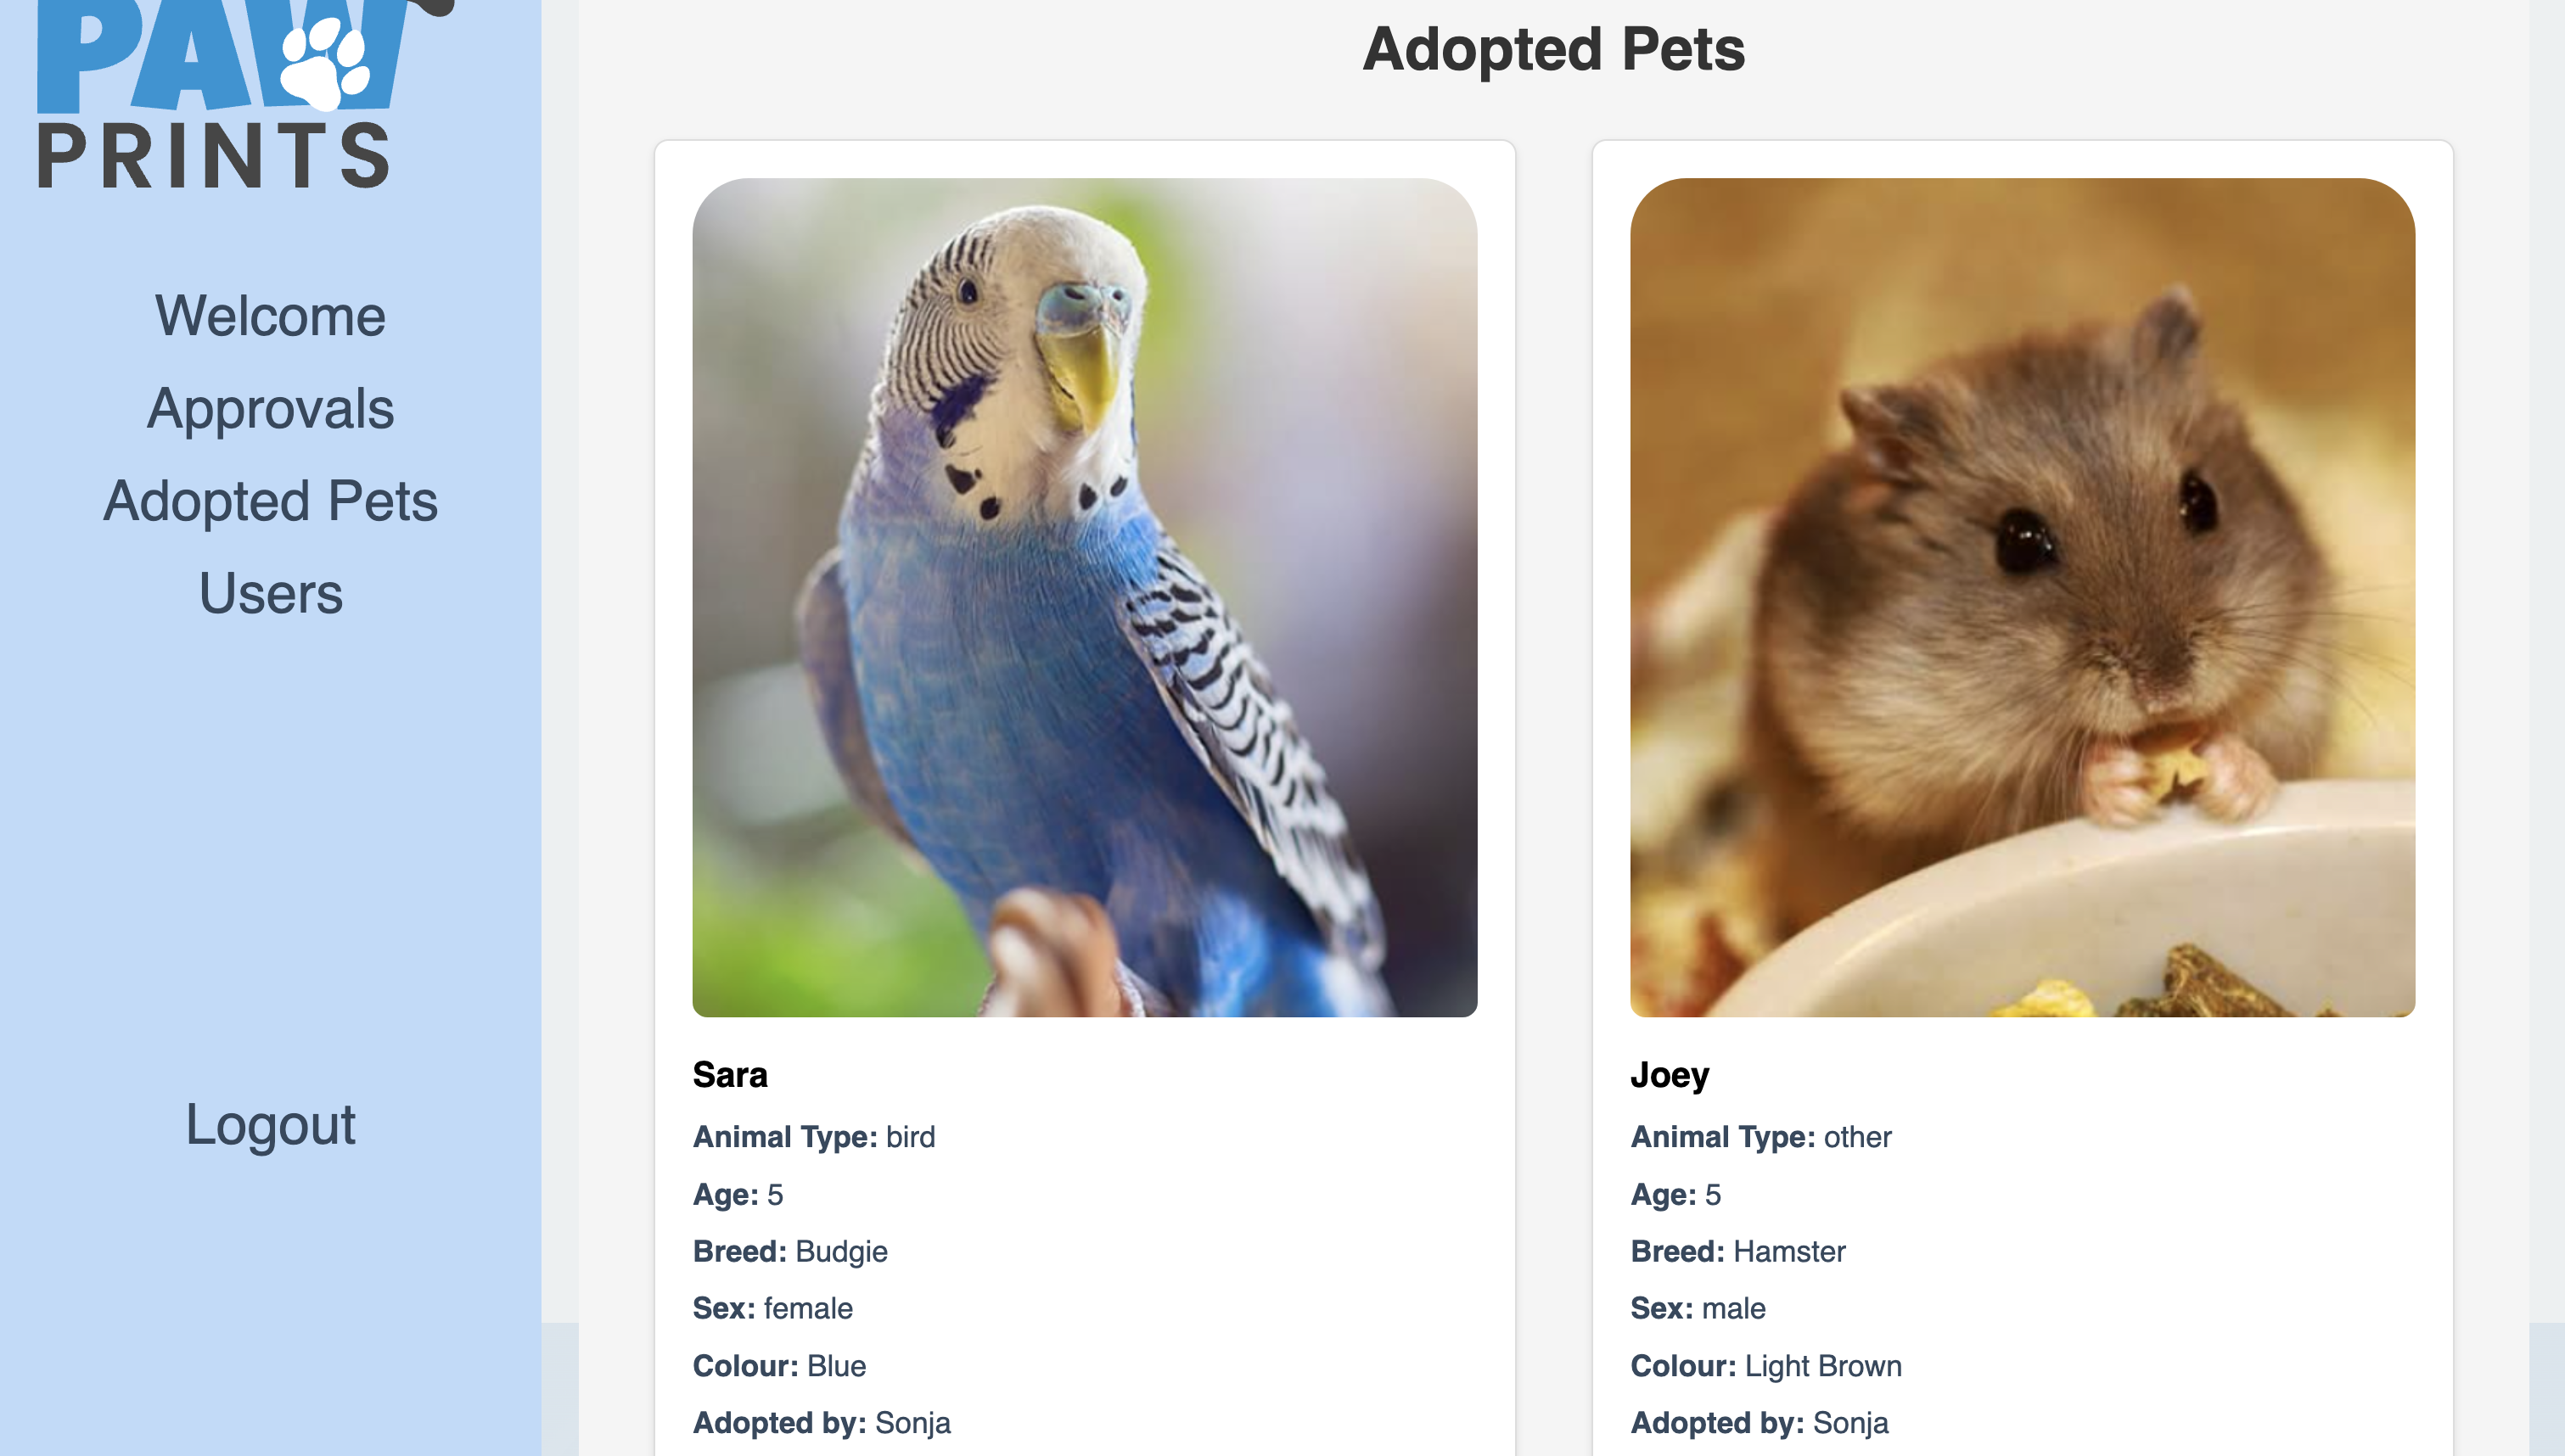 PAW
PRINTS
Welcome
Approvals
Adopted Pets
Users
Logout
Adopted Pets
Sara
Animal Type: bird
Age: 5
Breed: Budgie
Sex: female
Colour: Blue
Adopted by: Sonja
Joey
Animal Type: other
Age: 5
Breed: Hamster
Sex: male
Colour: Light Brown
Adopted by: Sonja